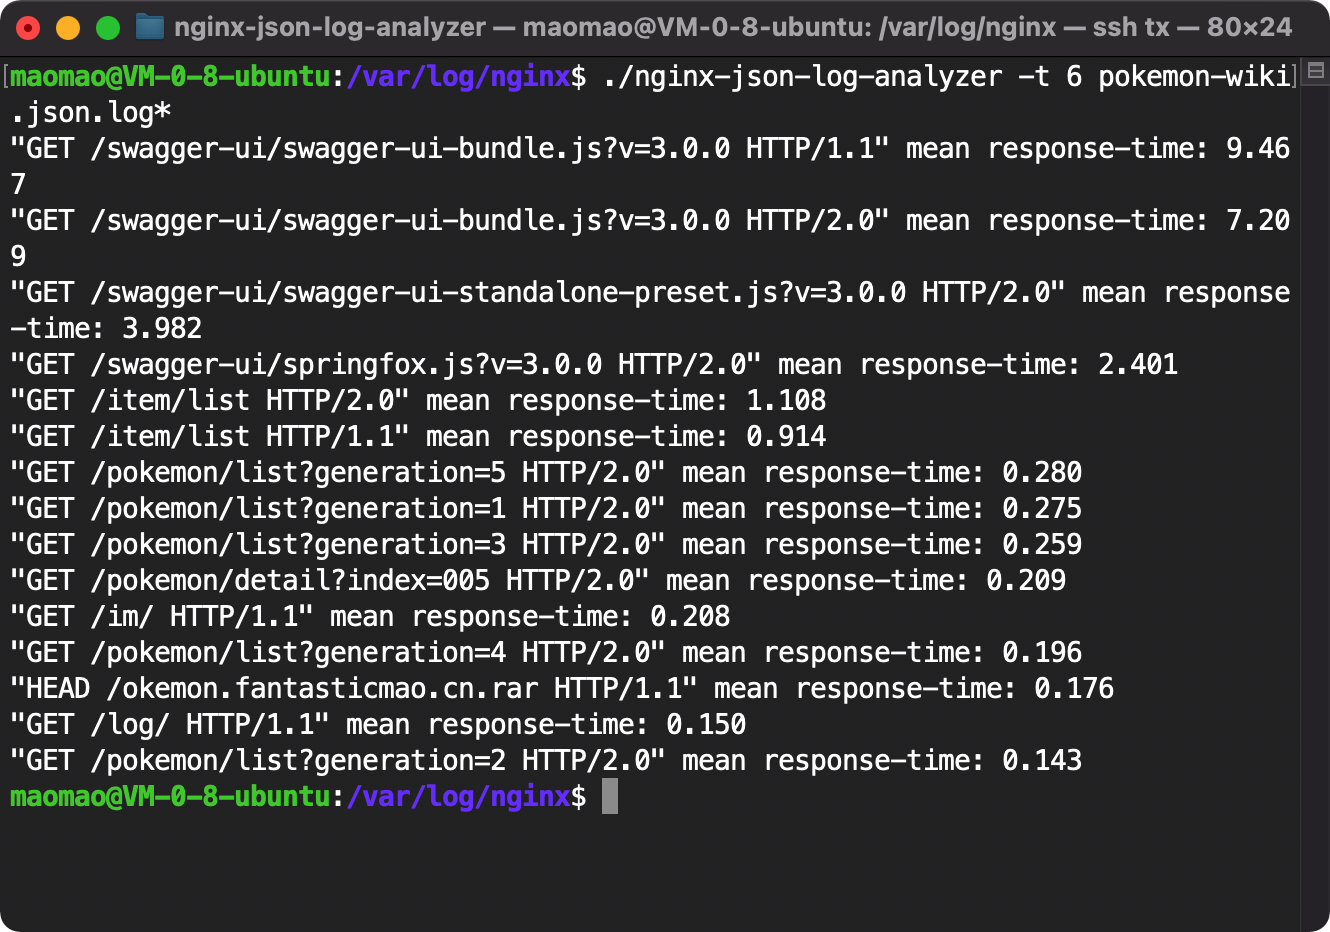 nginx-json-log-analyzer — maomao@VM-0-8-ubuntu: /var/log/nginx — ssh tx — 80×24
[maomao@VM-0-8-ubuntu:/var/log/nginx$ ./nginx-json-log-analyzer -t 6 pokemon-wiki]
.json.log*
"GET /swagger-ui/swagger-ui-bundle.js?v=3.0.0 HTTP/1.1" mean response-time: 9.46
7
"GET /swagger-ui/swagger-ui-bundle.js?v=3.0.0 HTTP/2.0" mean response-time: 7.20
9
"GET /swagger-ui/swagger-ui-standalone-preset.js?v=3.0.0 HTTP/2.0" mean response
-time: 3.982
"GET /swagger-ui/springfox.js?v=3.0.0 HTTP/2.0" mean response-time: 2.401
"GET /item/list HTTP/2.0" mean response-time: 1.108
"GET /item/list HTTP/1.1" mean response-time: 0.914
"GET /pokemon/list?generation=5 HTTP/2.0" mean response-time: 0.280
"GET /pokemon/list?generation=1 HTTP/2.0" mean response-time: 0.275
"GET /pokemon/list?generation=3 HTTP/2.0" mean response-time: 0.259
"GET /pokemon/detail?index=005 HTTP/2.0" mean response-time: 0.209
"GET /im/ HTTP/1.1" mean response-time: 0.208
"GET /pokemon/list?generation=4 HTTP/2.0" mean response-time: 0.196
"HEAD /okemon.fantasticmao.cn.rar HTTP/1.1" mean response-time: 0.176
"GET /log/ HTTP/1.1" mean response-time: 0.150
"GET /pokemon/list?generation=2 HTTP/2.0" mean response-time: 0.143
maomao@VM-0-8-ubuntu:/var/log/nginx$